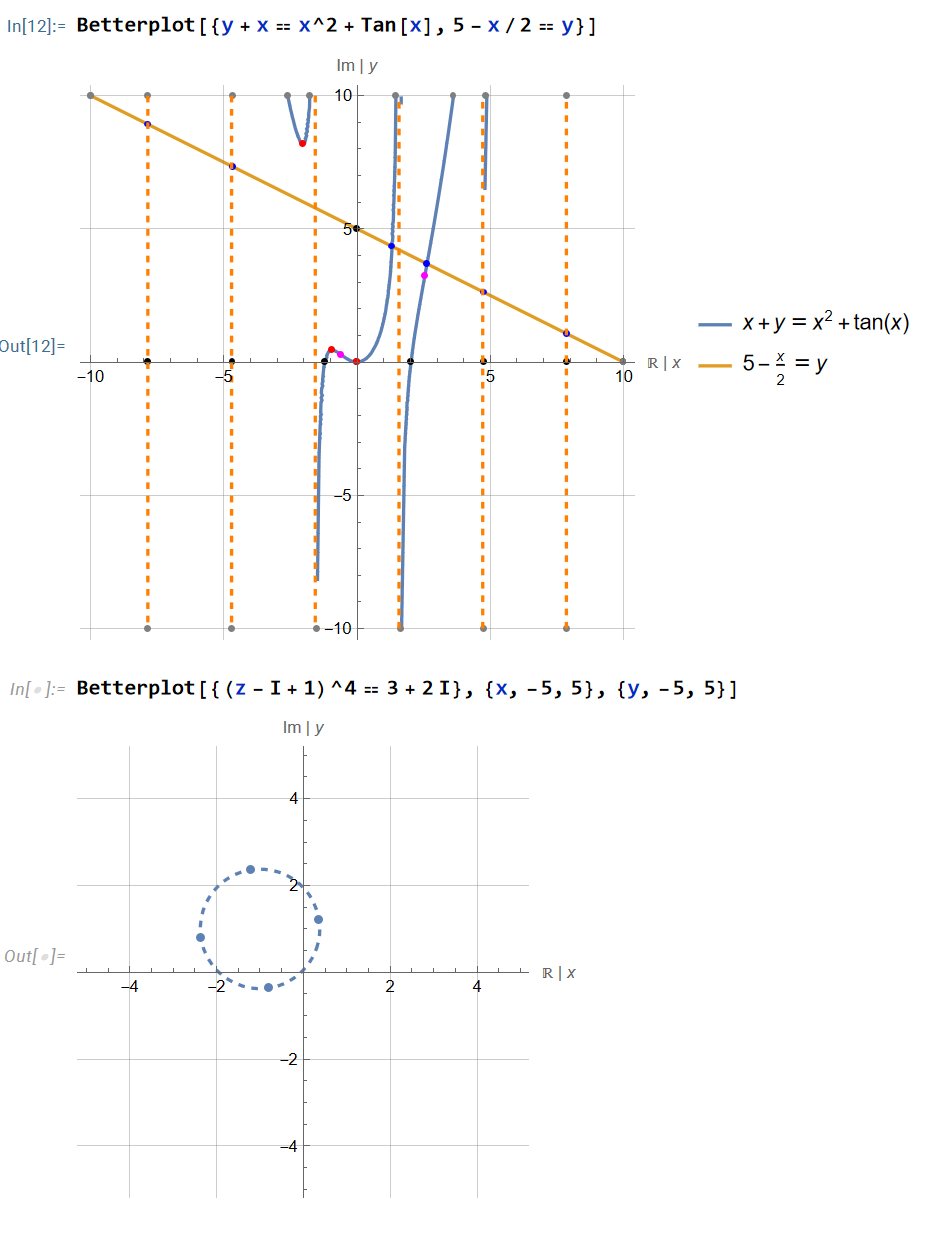 In[12]:= Betterplot[{y + x == x^2 + Tan[x], 5 - x / 2 == y}]
Im | y
10
5
Out[12]=
−10
−5
5
10
ℝ | x
−5
−10
x + y = x² + tan(x)
5 − x/2 = y
In[•]:= Betterplot[{(z - I + 1)^4 == 3 + 2 I}, {x, -5, 5}, {y, -5, 5}]
Im | y
4
2
Out[•]=
−4
−2
2
4
ℝ | x
−2
−4